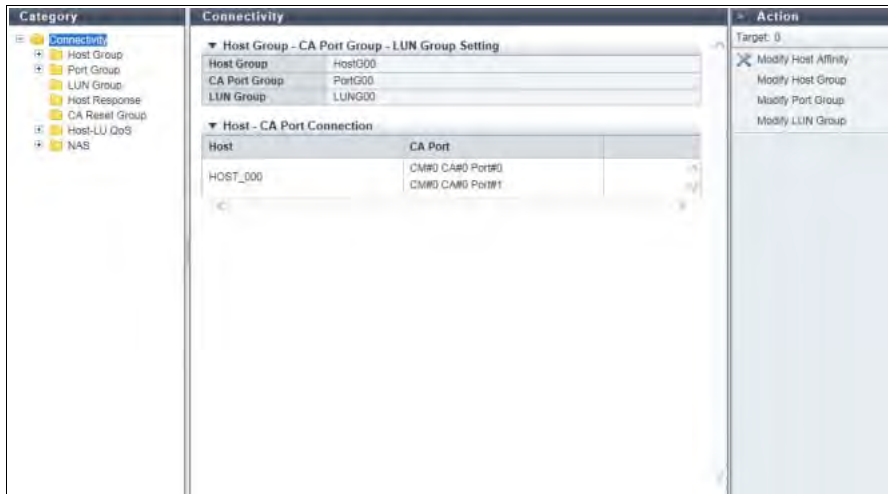 Category
Connectivity
Host Group
Port Group
LUN Group
Host Response
CA Reset Group
Host-LU QoS
NAS
Connectivity
▼ Host Group - CA Port Group - LUN Group Setting
Host Group HostG00
CA Port Group PortG00
LUN Group LUNG00
▼ Host - CA Port Connection
Host CA Port
HOST_000
CM#0 CA#0 Port#0
CM#0 CA#0 Port#1
Action
Target: 0
Modify Host Affinity
Modify Host Group
Modify Port Group
Modify LUN Group